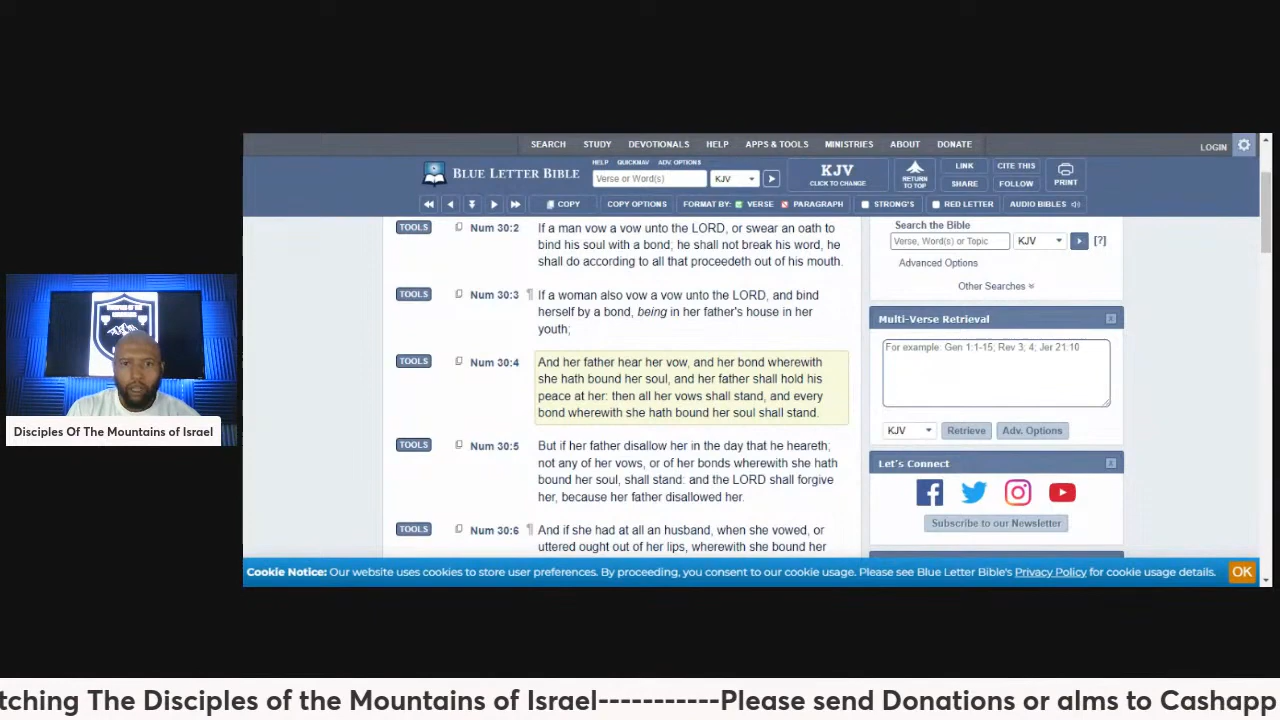 SEARCH STUDY DEVOTIONALS HELP APPS & TOOLS MINISTRIES ABOUT DONATE LOGIN
BLUE LETTER BIBLE
HELP QUICKNAV ADV. OPTIONS
Verse or Word(s) KJV
KJV
CLICK TO CHANGE
RETURN
TO TOP
LINK CITE THIS
SHARE FOLLOW
PRINT
COPY COPY OPTIONS FORMAT BY: VERSE PARAGRAPH STRONG'S RED LETTER AUDIO BIBLES
TOOLS Num 30:2 If a man vow a vow unto the LORD, or swear an oath to
bind his soul with a bond; he shall not break his word, he
shall do according to all that proceedeth out of his mouth.
TOOLS Num 30:3 ¶ If a woman also vow a vow unto the LORD, and bind
herself by a bond, being in her father's house in her
youth;
TOOLS Num 30:4 And her father hear her vow, and her bond wherewith
she hath bound her soul, and her father shall hold his
peace at her: then all her vows shall stand, and every
bond wherewith she hath bound her soul shall stand.
TOOLS Num 30:5 But if her father disallow her in the day that he heareth;
not any of her vows, or of her bonds wherewith she hath
bound her soul, shall stand: and the LORD shall forgive
her, because her father disallowed her.
TOOLS Num 30:6 ¶ And if she had at all an husband, when she vowed, or
uttered ought out of her lips, wherewith she bound her
Search the Bible
Verse, Word(s) or Topic KJV [?]
Advanced Options
Other Searches
Multi-Verse Retrieval
For example: Gen 1:1-15; Rev 3, 4; Jer 21:10
KJV Retrieve Adv. Options
Let's Connect
Subscribe to our Newsletter
Cookie Notice: Our website uses cookies to store user preferences. By proceeding, you consent to our cookie usage. Please see Blue Letter Bible's Privacy Policy for cookie usage details. OK
Disciples Of The Mountains of Israel
tching The Disciples of the Mountains of Israel-----------Please send Donations or alms to Cashapp